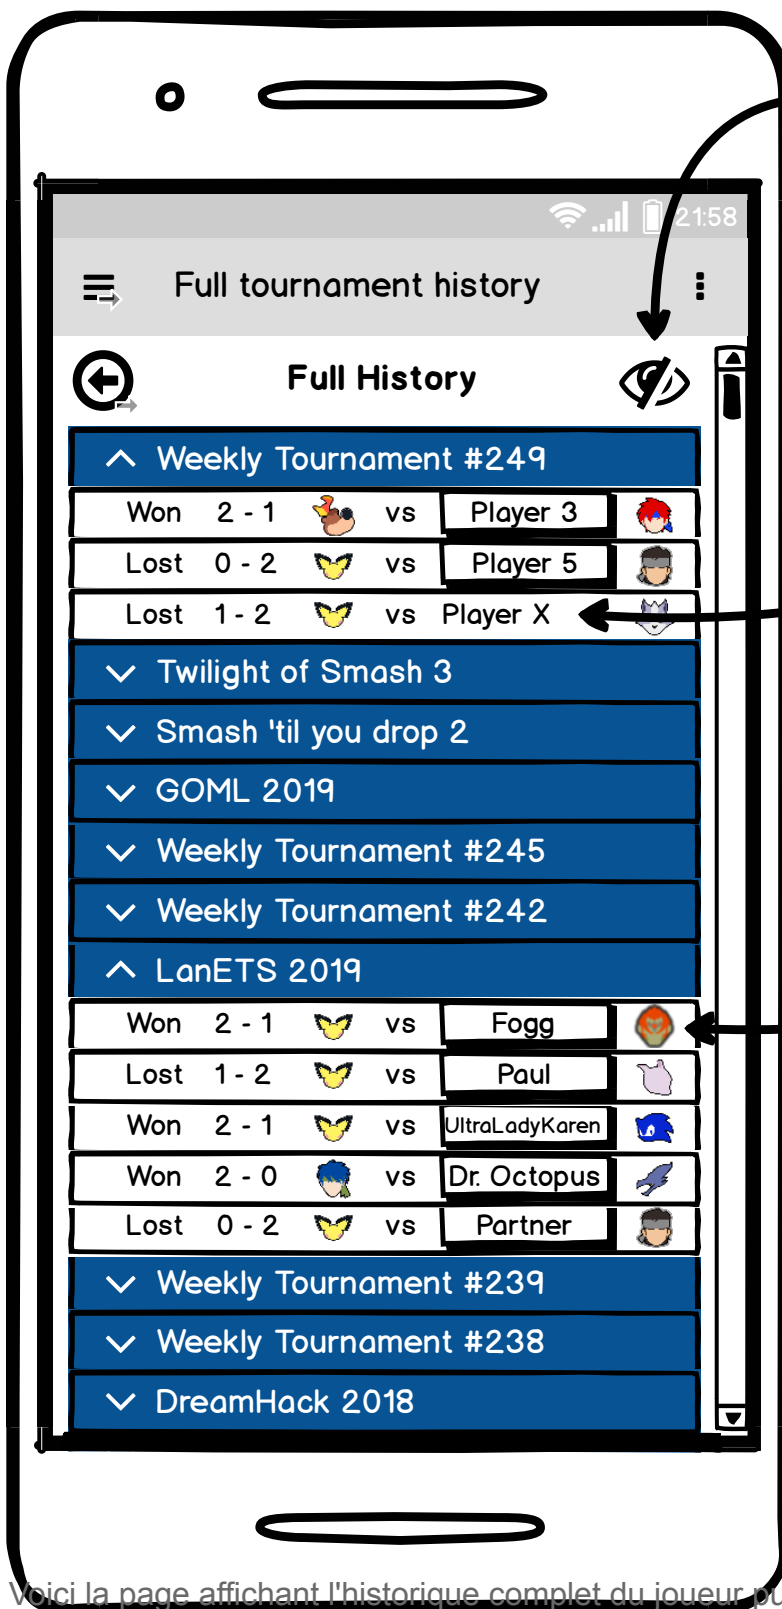 21:58
Full tournament history
Full History
Weekly Tournament #249
Won 2 - 1 vs Player 3
Lost 0 - 2 vs Player 5
Lost 1 - 2 vs Player X
Twilight of Smash 3
Smash 'til you drop 2
GOML 2019
Weekly Tournament #245
Weekly Tournament #242
LanETS 2019
Won 2 - 1 vs Fogg
Lost 1 - 2 vs Paul
Won 2 - 1 vs UltraLadyKaren
Won 2 - 0 vs Dr. Octopus
Lost 0 - 2 vs Partner
Weekly Tournament #239
Weekly Tournament #238
DreamHack 2018
Voici la page affichant l'historique complet du joueur